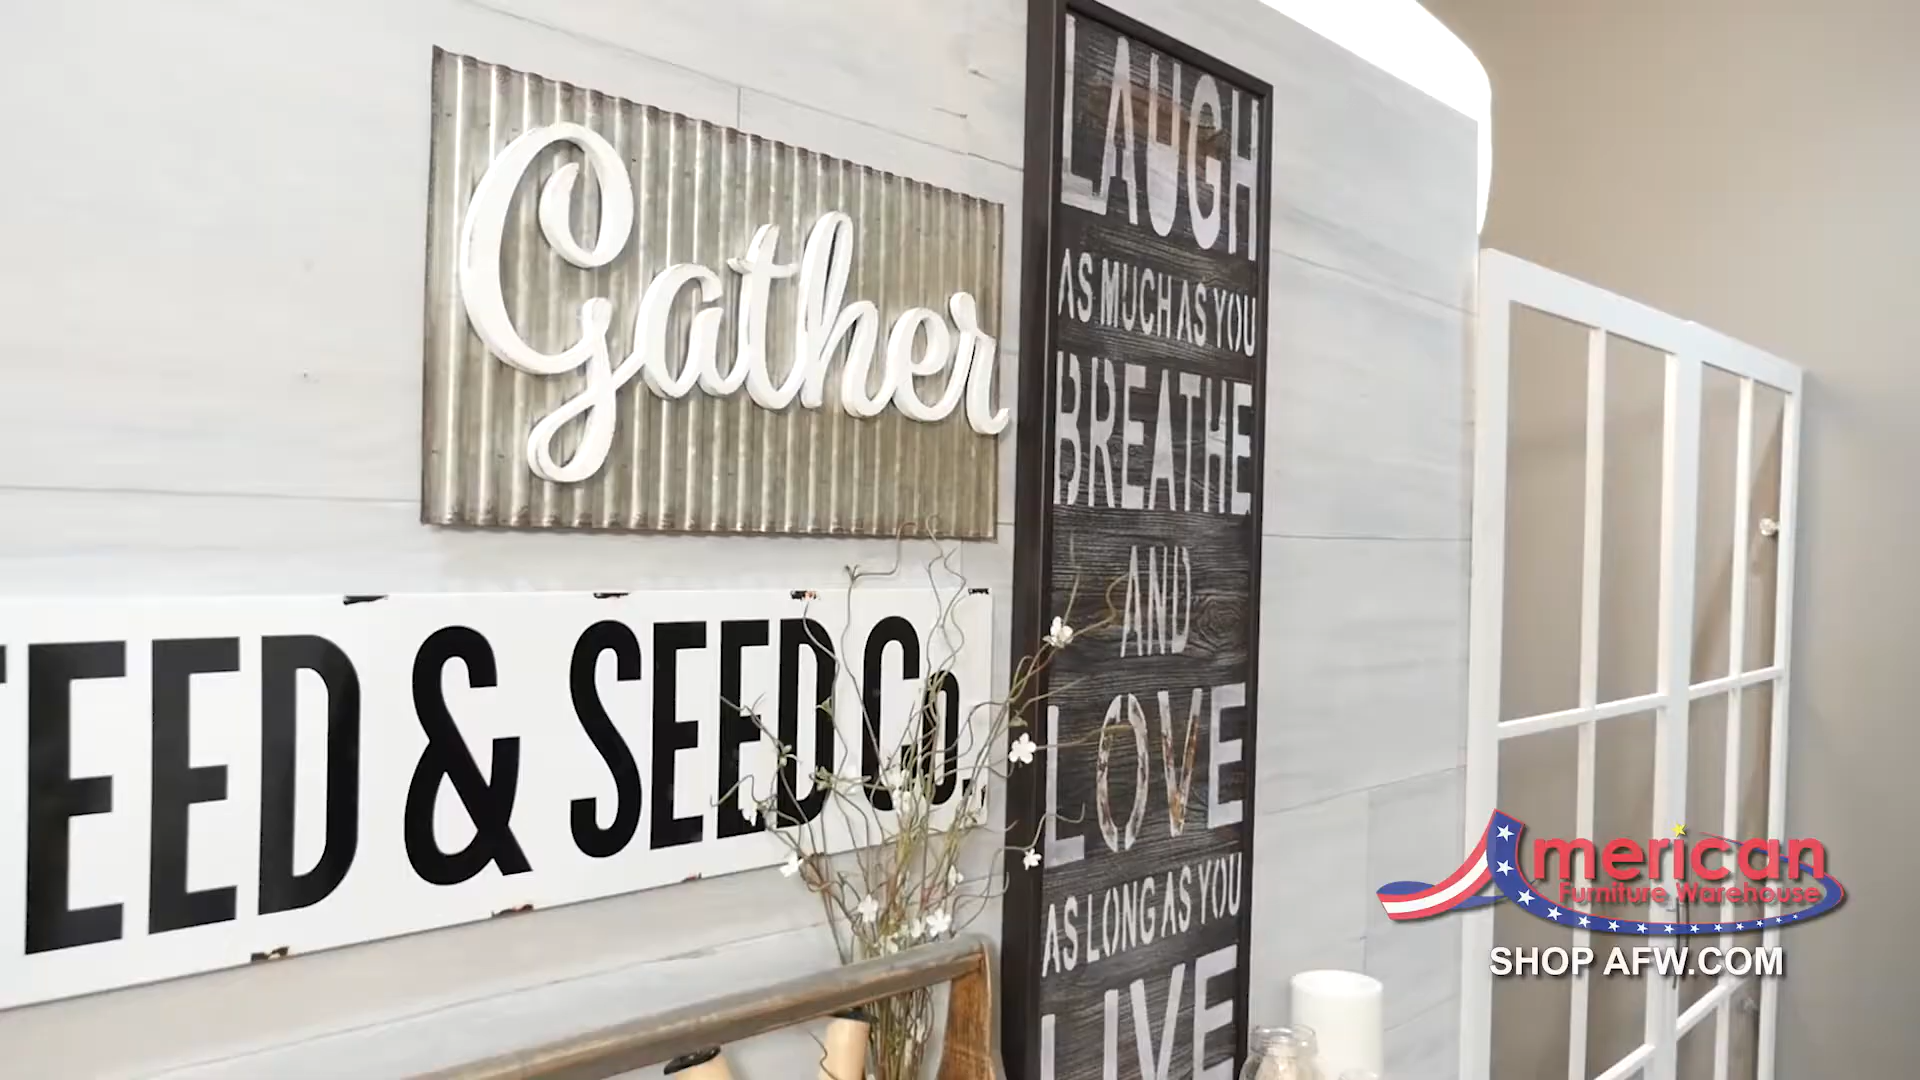 Gather
FEED & SEED Co.
LAUGH
AS MUCH AS YOU
BREATHE
AND
LOVE
AS LONG AS YOU
LIVE
American
Furniture Warehouse
SHOP AFW.COM